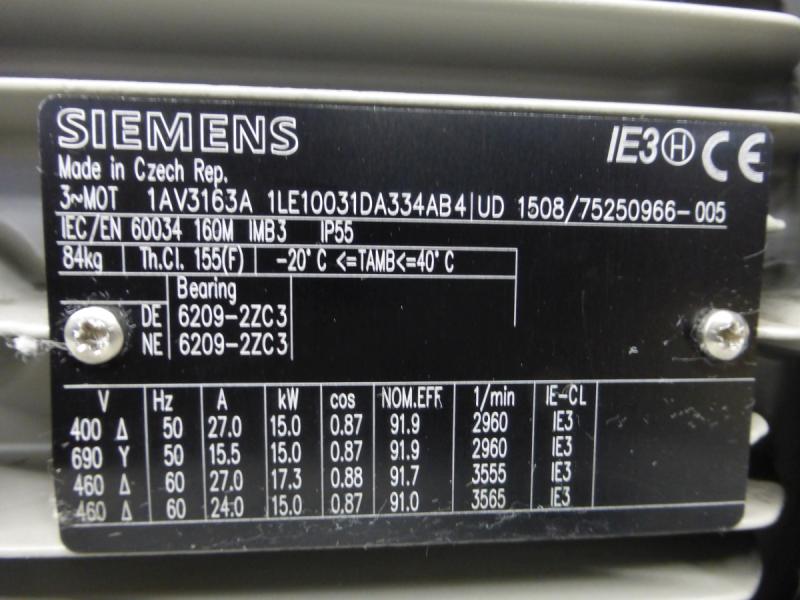 SIEMENS IE3 H CE
Made in Czech Rep.
3~MOT 1AV3163A 1LE10031DA334AB4 UD 1508/75250966-005
IEC/EN 60034 160M IMB3 IP55
84kg Th.Cl. 155(F) -20°C <=TAMB<=40°C
Bearing
DE 6209-2ZC3
NE 6209-2ZC3
V Hz A kW cos NOM.EFF 1/min IE-CL
400 Δ 50 27.0 15.0 0.87 91.9 2960 IE3
690 Y 50 15.5 15.0 0.87 91.9 2960 IE3
460 Δ 60 27.0 17.3 0.88 91.7 3555 IE3
460 Δ 60 24.0 15.0 0.87 91.0 3565 IE3